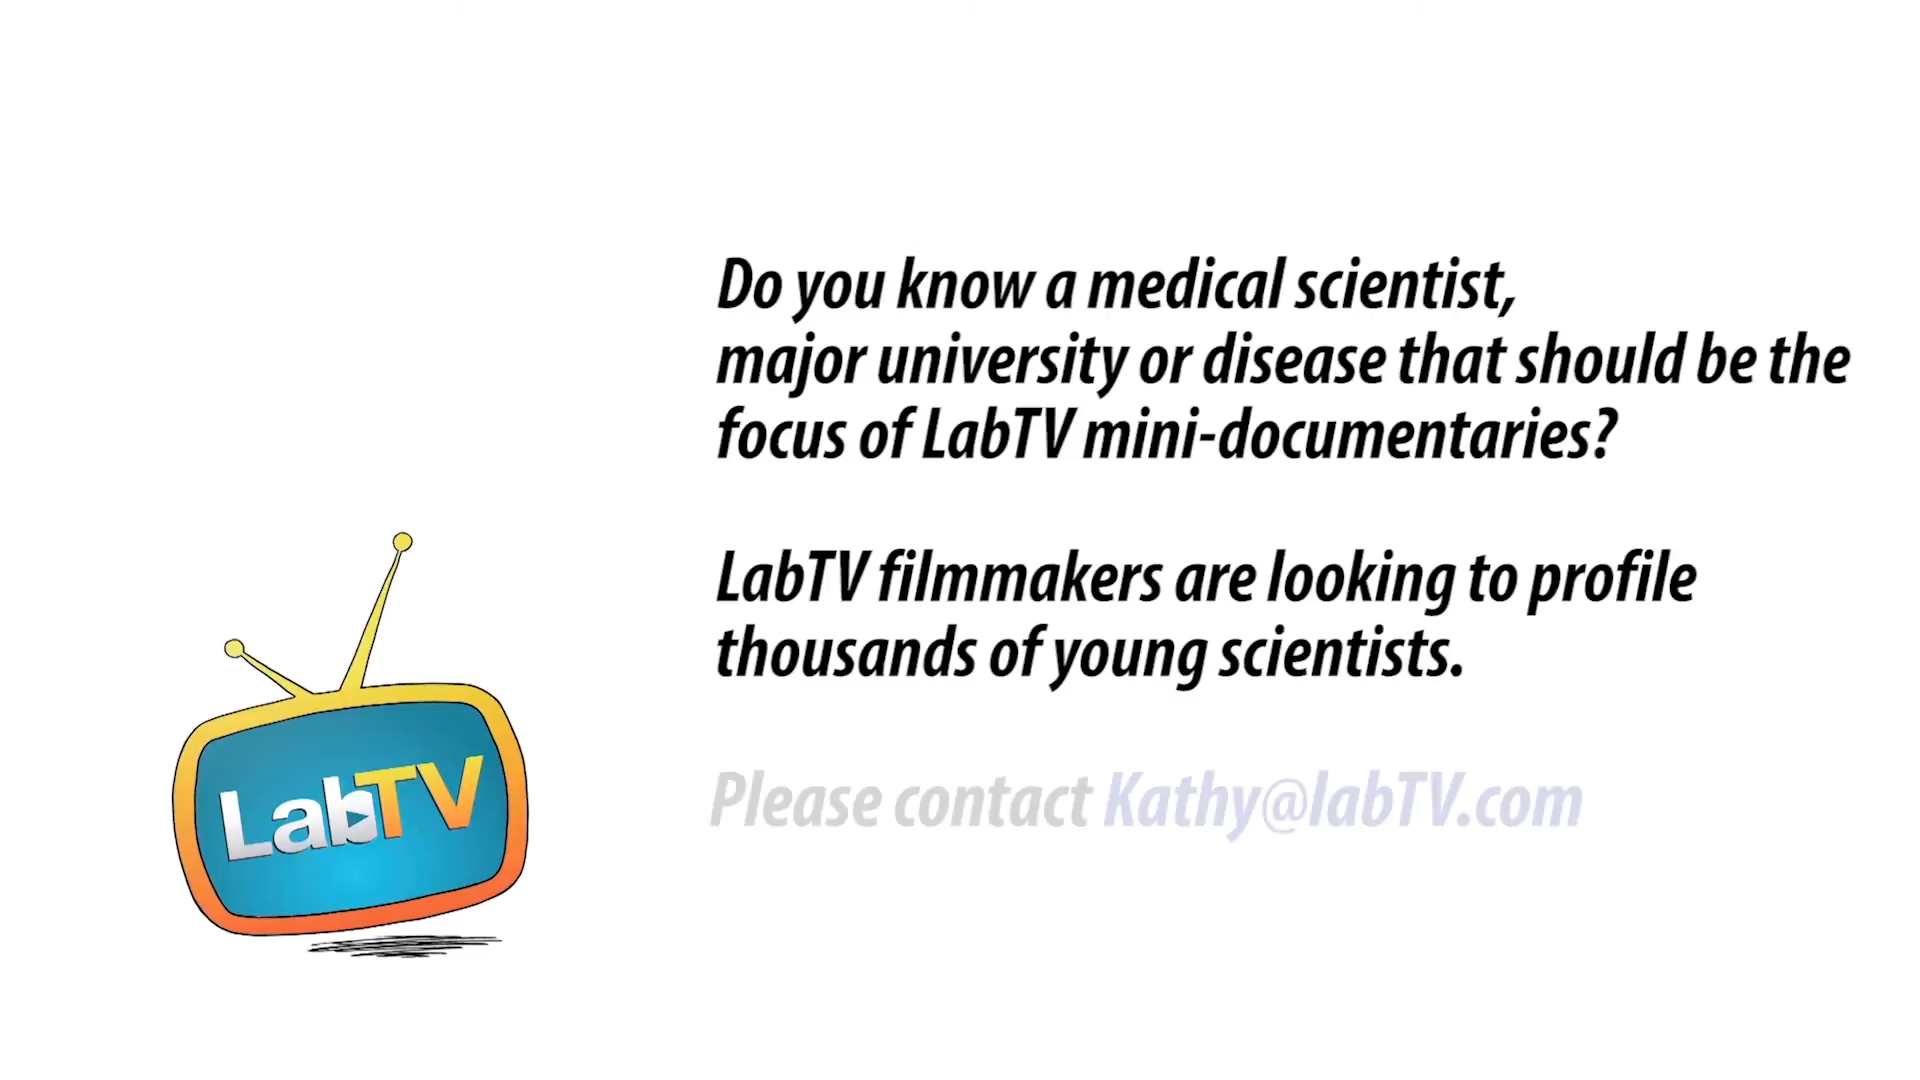 Do you know a medical scientist,
major university or disease that should be the
focus of LabTV mini-documentaries?
LabTV filmmakers are looking to profile
thousands of young scientists.
LabTV
Please contact Kathy@labTV.com